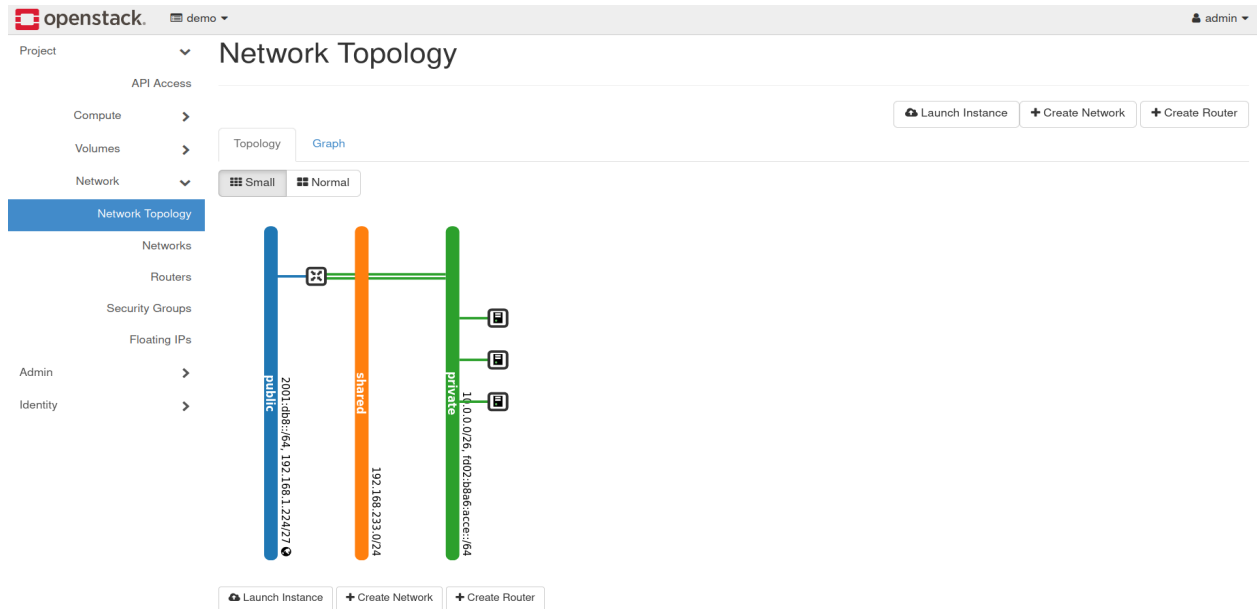 openstack. demo admin
Project
API Access
Compute
Volumes
Network
Network Topology
Networks
Routers
Security Groups
Floating IPs
Admin
Identity
Network Topology
Launch Instance + Create Network + Create Router
Topology Graph
Small Normal
public
2001:db8::/64, 192.168.1.224/27
shared
192.168.233.0/24
private
10.0.0.0/26, fd02:b8a6:acce::/64
Launch Instance + Create Network + Create Router